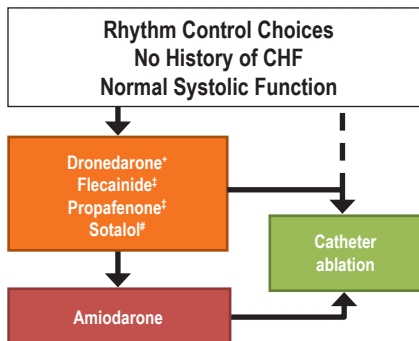 Rhythm Control Choices
No History of CHF
Normal Systolic Function
Dronedarone⁺
Flecainide‡
Propafenone‡
Sotalol#
Catheter
ablation
Amiodarone